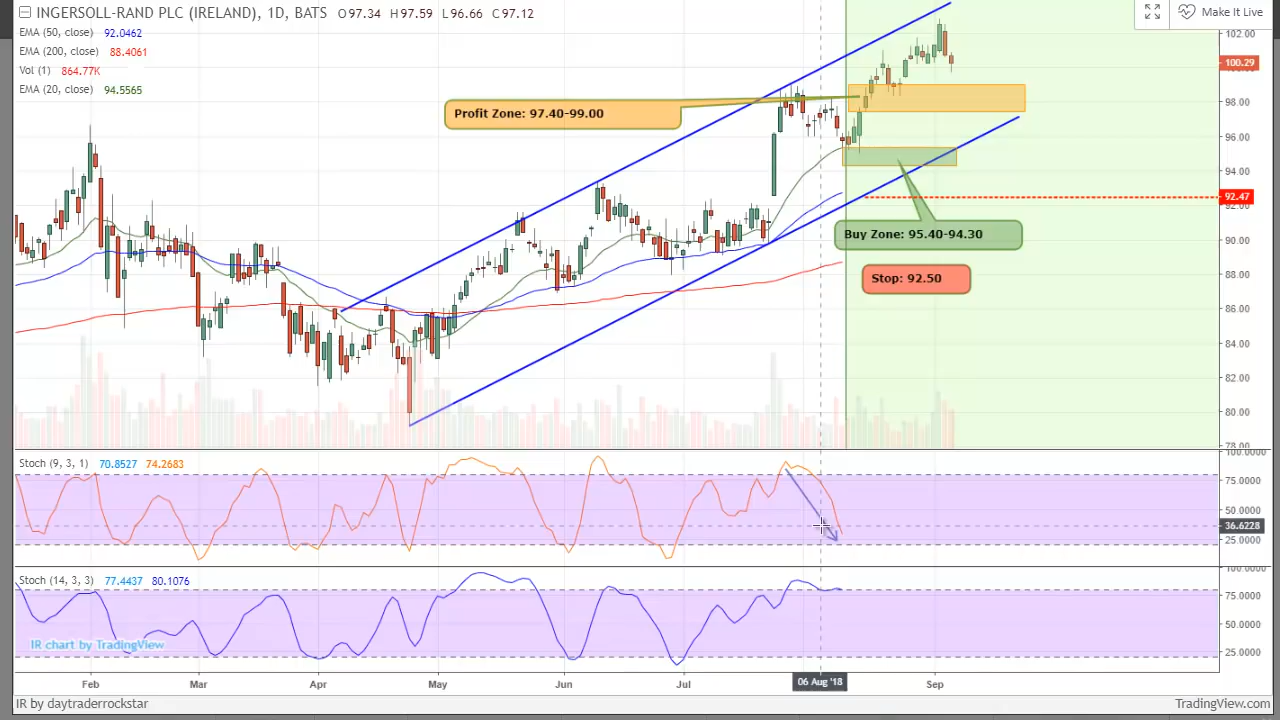 INGERSOLL-RAND PLC (IRELAND), 1D, BATS O97.34 H97.59 L96.66 C97.12
Make It Live
EMA (50, close) 92.0462
EMA (200, close) 88.4061
Vol (1) 864.77K
EMA (20, close) 94.5565
102.00
100.29
98.00
96.00
94.00
92.47
92.00
90.00
88.00
86.00
84.00
82.00
80.00
78.00
Profit Zone: 97.40-99.00
Buy Zone: 95.40-94.30
Stop: 92.50
Stoch (9, 3, 1) 70.8527 74.2683
100.0000
75.0000
50.0000
36.6228
25.0000
Stoch (14, 3, 3) 77.4437 80.1076
100.0000
75.0000
50.0000
25.0000
IR chart by TradingView
Feb Mar Apr May Jun Jul 06 Aug '18 Sep
IR by daytraderrockstar
TradingView.com